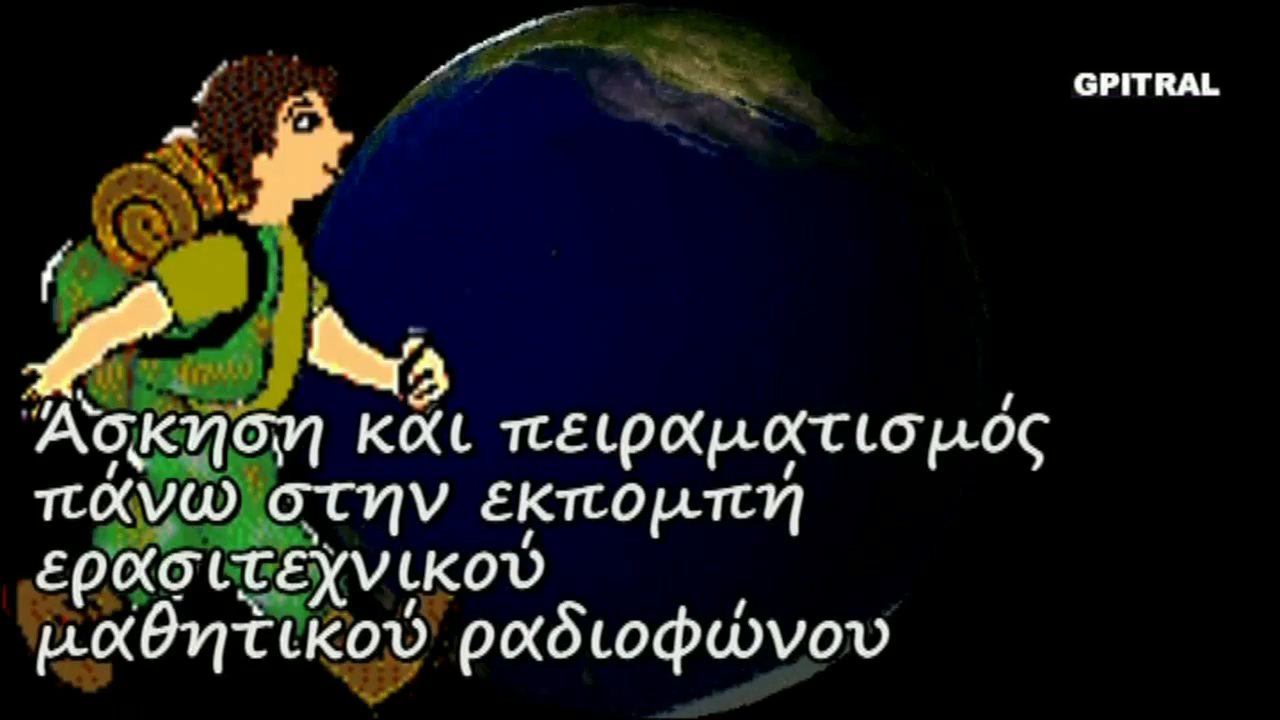 GPITRAL
Άσκηση και πειραματισμός
πάνω στην εκπομπή
ερασιτεχνικού
μαθητικού ραδιοφώνου